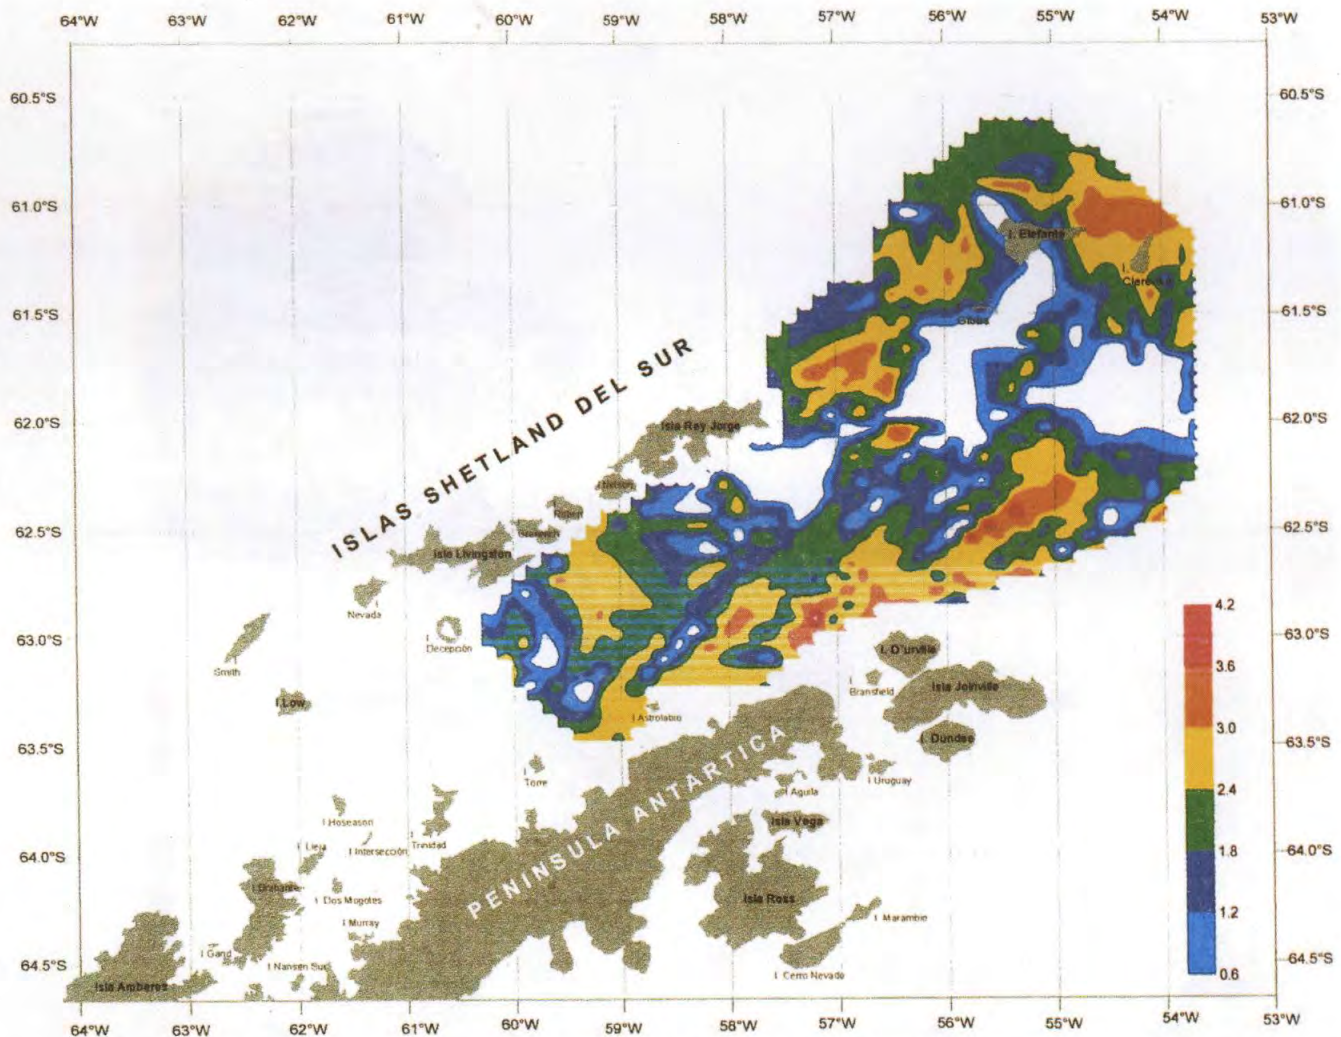 64°W 63°W 62°W 61°W 60°W 59°W 58°W 57°W 56°W 55°W 54°W 53°W
60.5°S 60.5°S
61.0°S 61.0°S
I. Elefante
I.
61.5°S 61.5°S
ISLAS SHETLAND DEL SUR
62.0°S 62.0°S
Isla Rey Jorge
I.Nelson
62.5°S 62.5°S
Isla Livingston
Nevada
4.2
63.0°S 63.0°S
I.
Decepción
I. D'urville
Smith
3.6
I.
Bransfield
Isla Joinville
I.Low
I Astrolabio
3.0
63.5°S 63.5°S
I. Dundee
PENINSULA ANTARTICA
I
Torre
I Uruguay
I Aguila
2.4
I Hoseason
I
Trinidad
Isla Vega
I Lieja
I Intersección
64.0°S 64.0°S
1.8
I Dos Mogotes
Isla Ross
I. Marambio
1.2
I Murray
I Gand
64.5°S 64.5°S
I Nansen Sur
I. Cerro Nevado
0.6
Isla Amberes
64°W 63°W 62°W 61°W 60°W 59°W 58°W 57°W 56°W 55°W 54°W 53°W